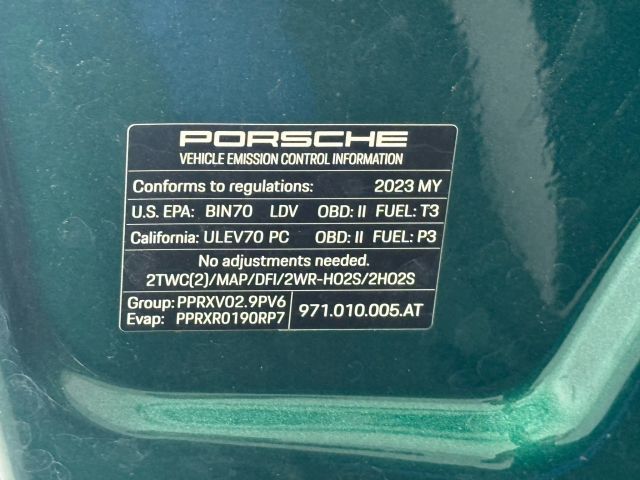 PORSCHE
VEHICLE EMISSION CONTROL INFORMATION
Conforms to regulations: 2023 MY
U.S. EPA: BIN70 LDV OBD: II FUEL: T3
California: ULEV70 PC OBD: II FUEL: P3
No adjustments needed.
2TWC(2)/MAP/DFI/2WR-HO2S/2HO2S
Group: PPRXV02.9PV6
Evap: PPRXR0190RP7
971.010.005.AT